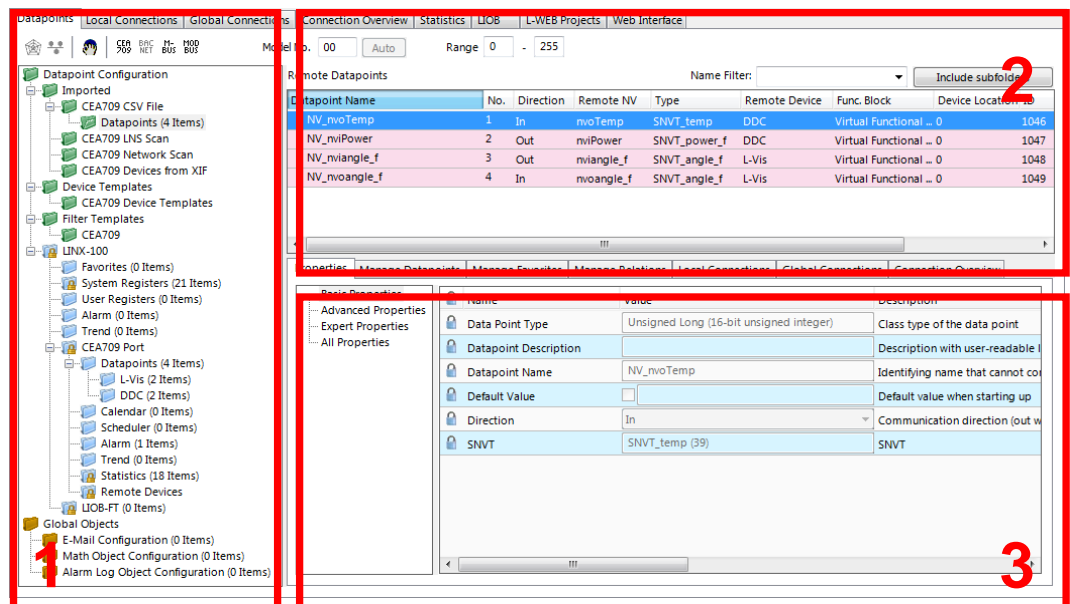 Datapoints Local Connections Global Connections Connection Overview Statistics LIOB L-WEB Projects Web Interface
CEA 709 BAC NET M-BUS MOD BUS Model No. 00 Auto Range 0 - 255
Datapoint Configuration
Imported
CEA709 CSV File
Datapoints (4 Items)
CEA709 LNS Scan
CEA709 Network Scan
CEA709 Devices from XIF
Device Templates
CEA709 Device Templates
Filter Templates
CEA709
LINX-100
Favorites (0 Items)
System Registers (21 Items)
User Registers (0 Items)
Alarm (0 Items)
Trend (0 Items)
CEA709 Port
Datapoints (4 Items)
L-Vis (2 Items)
DDC (2 Items)
Calendar (0 Items)
Scheduler (0 Items)
Alarm (1 Items)
Trend (0 Items)
Statistics (18 Items)
Remote Devices
LIOB-FT (0 Items)
Global Objects
E-Mail Configuration (0 Items)
Math Object Configuration (0 Items)
Alarm Log Object Configuration (0 Items)
1
Remote Datapoints Name Filter: Include subfolders
2
Datapoint Name No. Direction Remote NV Type Remote Device Func. Block Device Location ID
NV_nvoTemp 1 In nvoTemp SNVT_temp DDC Virtual Functional ... 0 1046
NV_nviPower 2 Out nviPower SNVT_power_f DDC Virtual Functional ... 0 1047
NV_nviangle_f 3 Out nviangle_f SNVT_angle_f L-Vis Virtual Functional ... 0 1048
NV_nvoangle_f 4 In nvoangle_f SNVT_angle_f L-Vis Virtual Functional ... 0 1049
Properties Manage Datapoints Manage Favorites Manage Relations Local Connections Global Connections Connection Overview
Basic Properties
Advanced Properties
Expert Properties
All Properties
Name Value Description
Data Point Type Unsigned Long (16-bit unsigned integer) Class type of the data point
Datapoint Description Description with user-readable
Datapoint Name NV_nvoTemp Identifying name that cannot
Default Value Default value when starting up
Direction In Communication direction (out w
SNVT SNVT_temp (39) SNVT
3